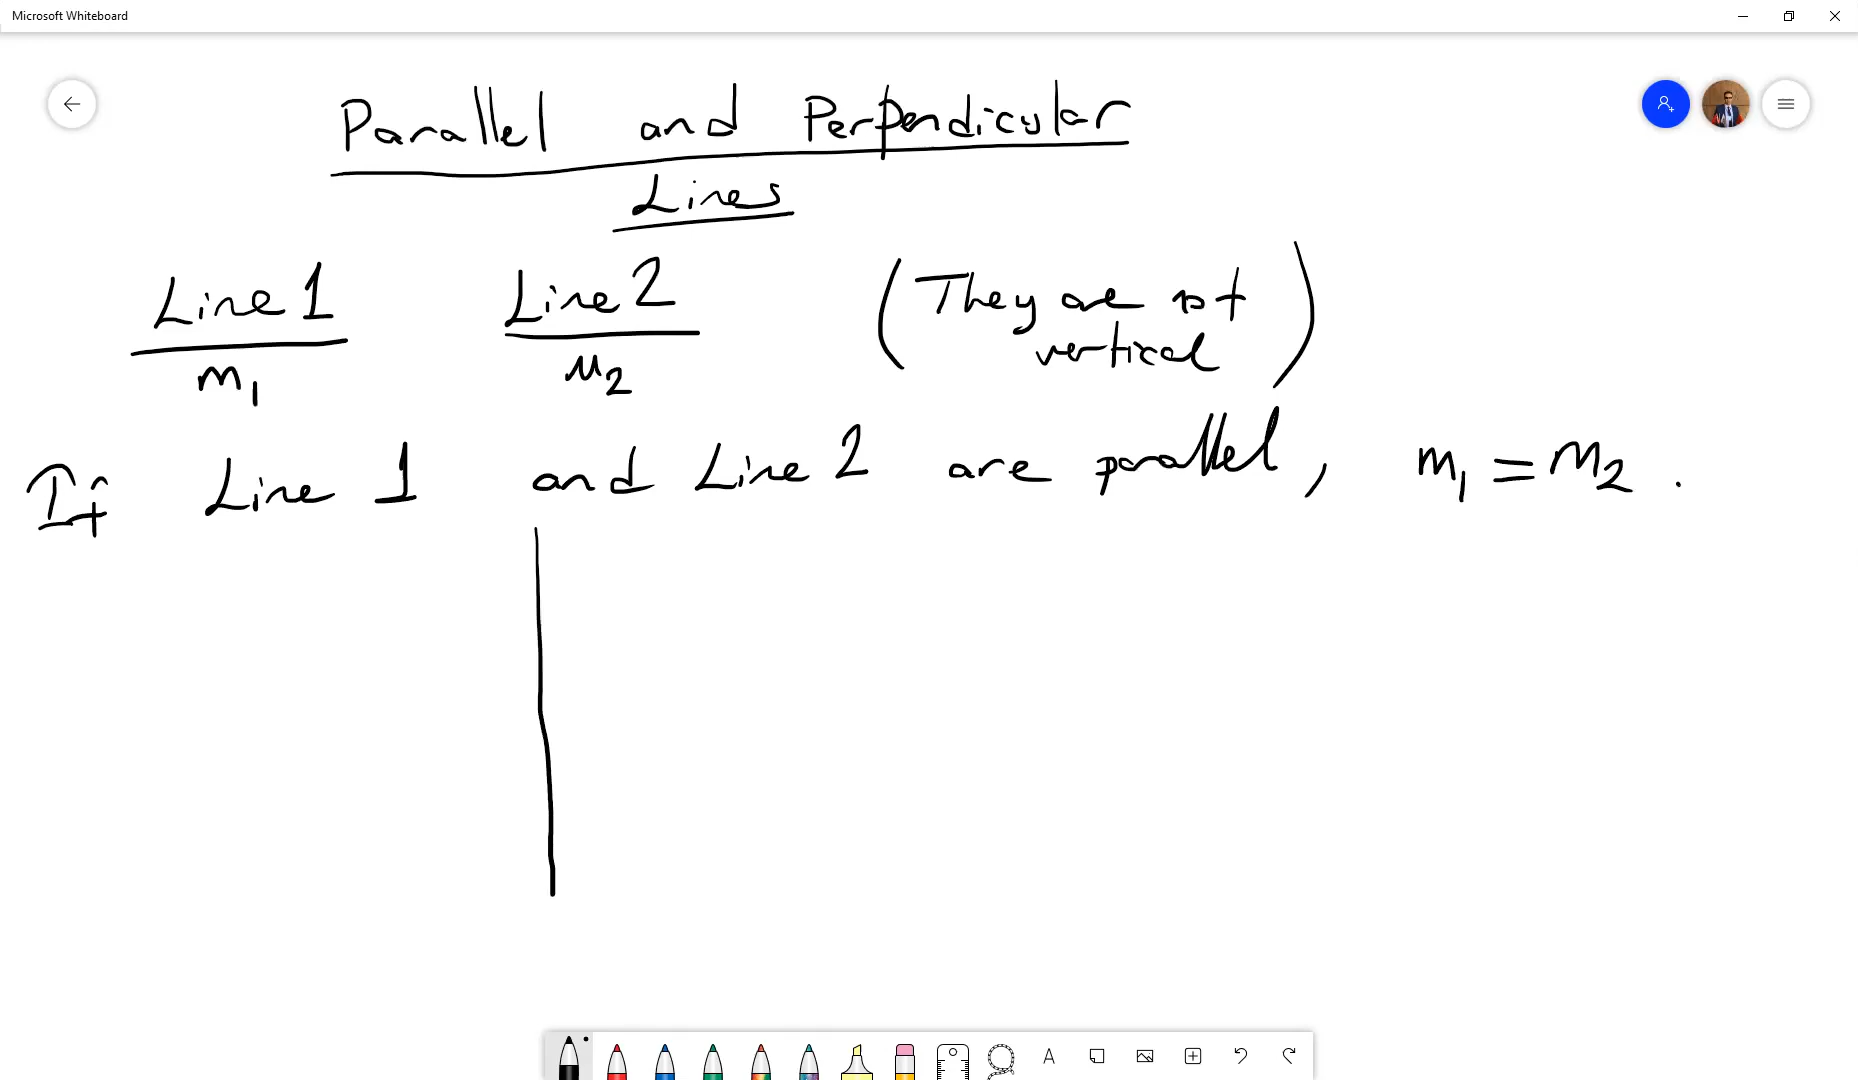 Microsoft Whiteboard
Parallel and Perpendicular
Lines
Line 1 Line 2 (They are not
vertical)
m₁ m₂
If Line 1 and Line 2 are parallel, m₁ = m₂.
A